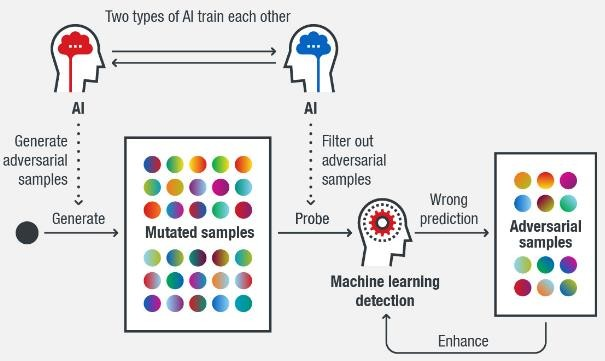 Two types of AI train each other
AI
AI
Generate
adversarial
samples
Filter out
adversarial
samples
Generate
Mutated samples
Probe
Machine learning
detection
Wrong
prediction
Adversarial
samples
Enhance